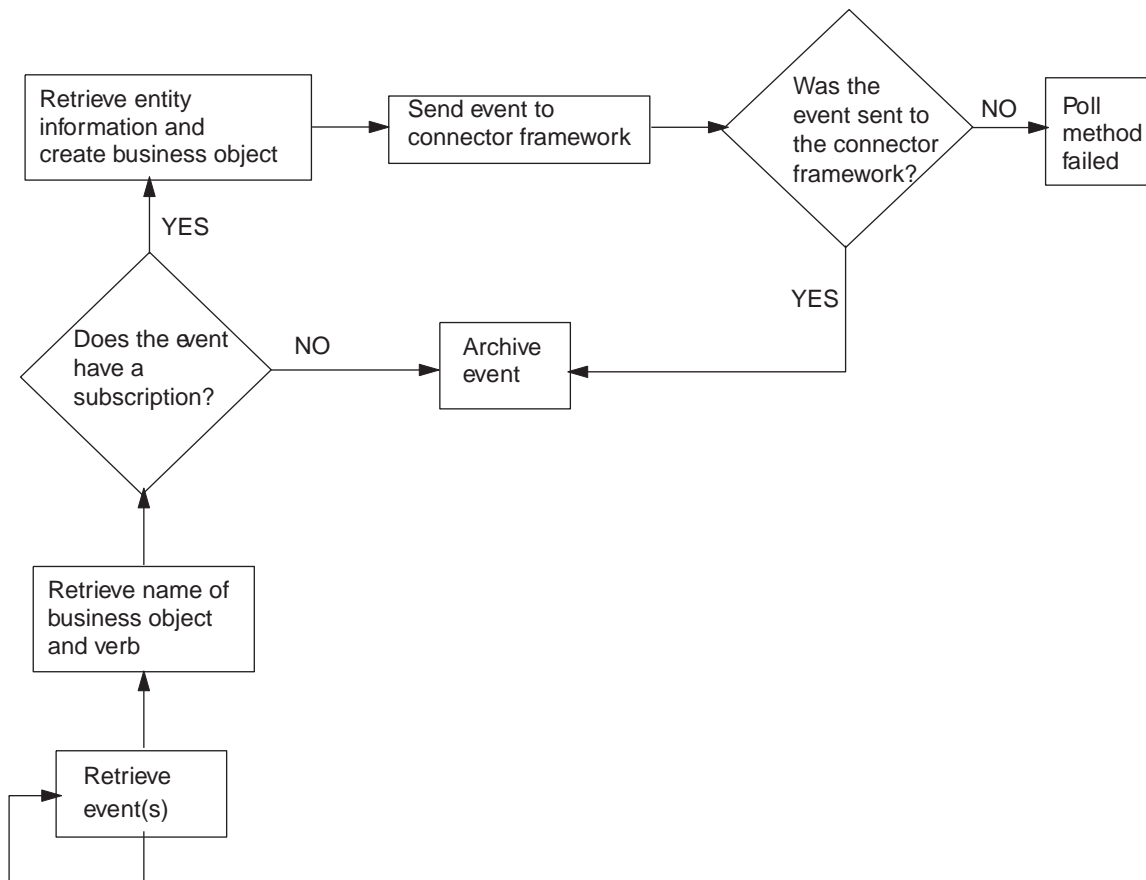 Retrieve entity
information and
create business object
Send event to
connector framework
Was the
event sent to
the connector
framework?
NO
Poll
method
failed
YES
YES
Does the event
have a
subscription?
NO
Archive
event
Retrieve name of
business object
and verb
Retrieve
event(s)